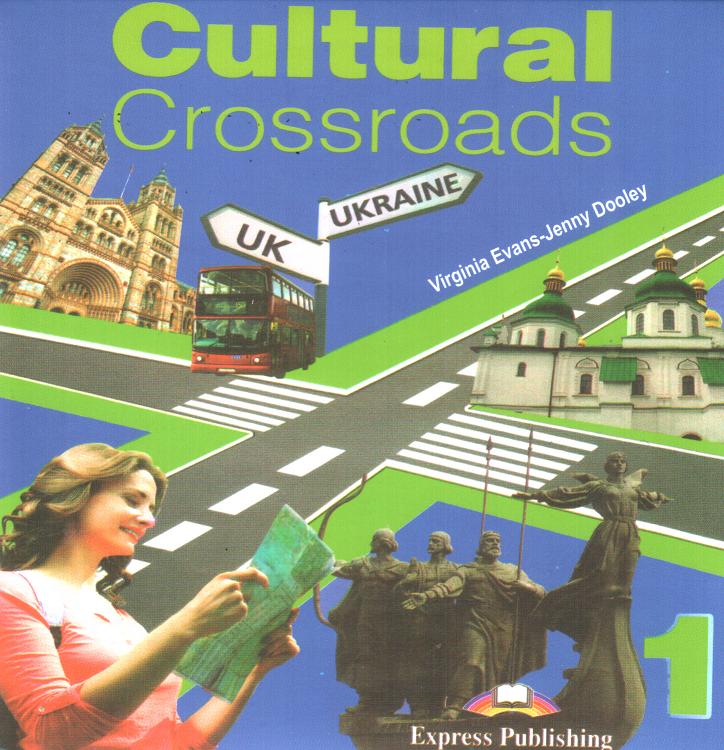 Cultural
Crossroads
UKRAINE
UK
Virginia Evans-Jenny Dooley
1
Express Publishing